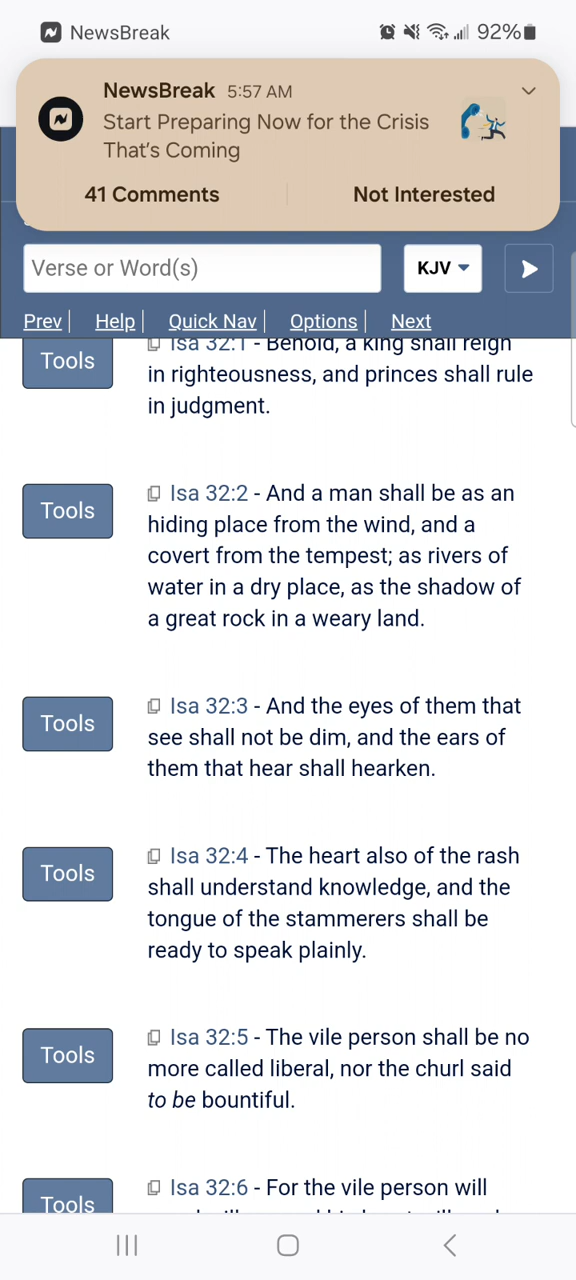 NewsBreak 92%
NewsBreak 5:57 AM
Start Preparing Now for the Crisis
That's Coming
41 Comments Not Interested
Verse or Word(s) KJV
Prev| Help| Quick Nav| Options| Next
Tools
Isa 32:1 - Behold, a king shall reign
in righteousness, and princes shall rule
in judgment.
Tools
Isa 32:2 - And a man shall be as an
hiding place from the wind, and a
covert from the tempest; as rivers of
water in a dry place, as the shadow of
a great rock in a weary land.
Tools
Isa 32:3 - And the eyes of them that
see shall not be dim, and the ears of
them that hear shall hearken.
Tools
Isa 32:4 - The heart also of the rash
shall understand knowledge, and the
tongue of the stammerers shall be
ready to speak plainly.
Tools
Isa 32:5 - The vile person shall be no
more called liberal, nor the churl said
to be bountiful.
Tools
Isa 32:6 - For the vile person will